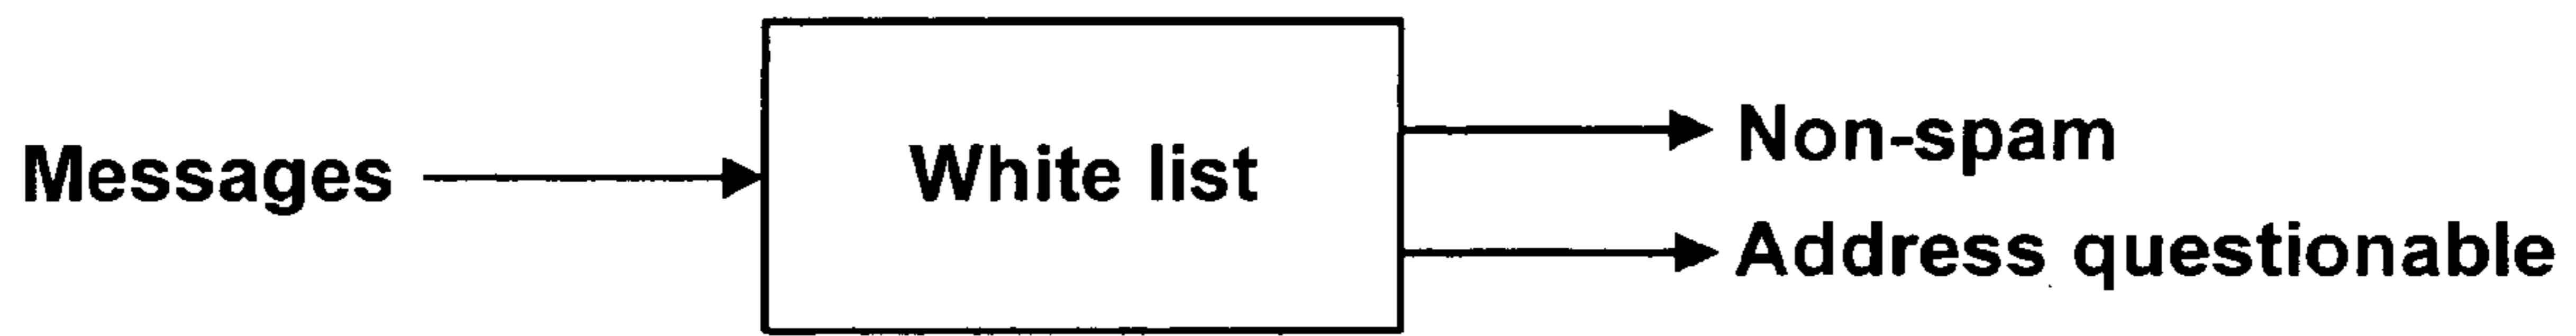 Messages
White list
Non-spam
Address questionable